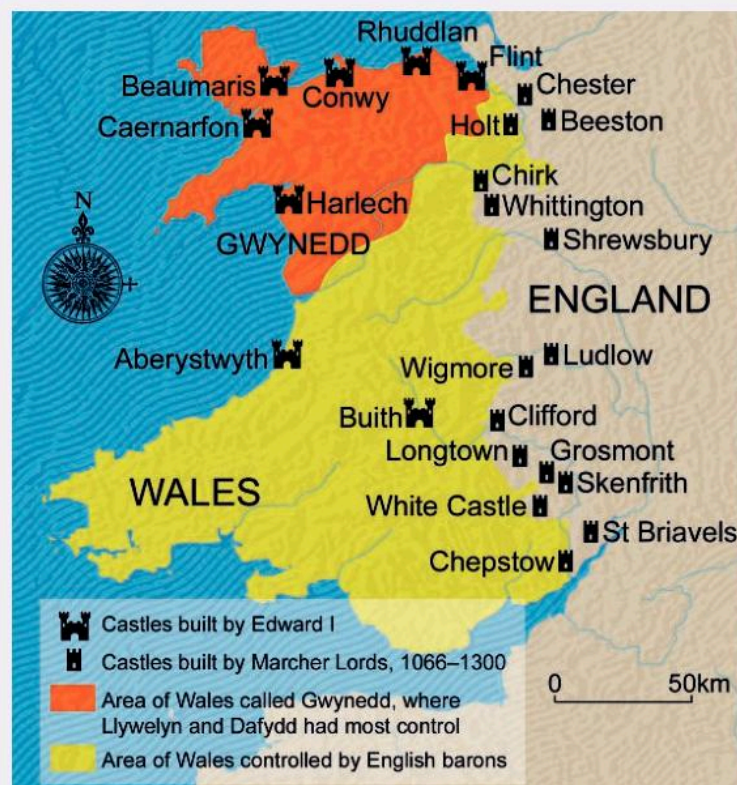 Rhuddlan
Flint
Beaumaris
Conwy
Chester
Caernarfon
Holt
Beeston
Chirk
N
Harlech
Whittington
GWYNEDD
Shrewsbury
ENGLAND
Aberystwyth
Wigmore
Ludlow
Buith
Clifford
Longtown
Grosmont
WALES
Skenfrith
White Castle
St Briavels
Chepstow
Castles built by Edward I
Castles built by Marcher Lords, 1066–1300
Area of Wales called Gwynedd, where
Llywelyn and Dafydd had most control
Area of Wales controlled by English barons
0 50km